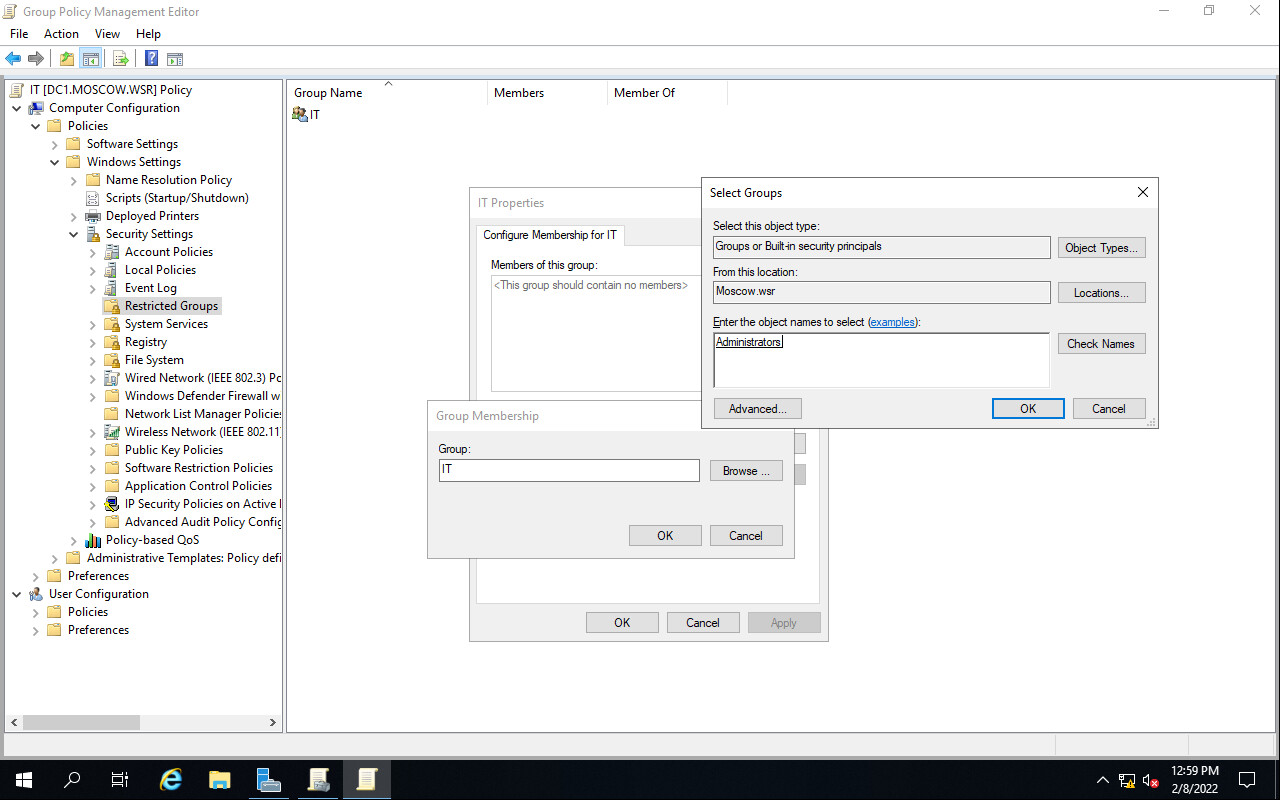 Group Policy Management Editor
File Action View Help
IT [DC1.MOSCOW.WSR] Policy
Computer Configuration
Policies
Software Settings
Windows Settings
Name Resolution Policy
Scripts (Startup/Shutdown)
Deployed Printers
Security Settings
Account Policies
Local Policies
Event Log
Restricted Groups
System Services
Registry
File System
Wired Network (IEEE 802.3) Po
Windows Defender Firewall w
Network List Manager Policies
Wireless Network (IEEE 802.11)
Public Key Policies
Software Restriction Policies
Application Control Policies
IP Security Policies on Active
Advanced Audit Policy Config
Policy-based QoS
Administrative Templates: Policy defi
Preferences
User Configuration
Policies
Preferences
Group Name Members Member Of
IT
IT Properties
Configure Membership for IT
Members of this group:
<This group should contain no members>
OK Cancel Apply
Group Membership
Group:
IT
Browse ...
OK Cancel
Select Groups
Select this object type:
Groups or Built-in security principals
Object Types...
From this location:
Moscow.wsr
Locations...
Enter the object names to select (examples):
Administrators
Check Names
Advanced...
OK Cancel
12:59 PM
2/8/2022